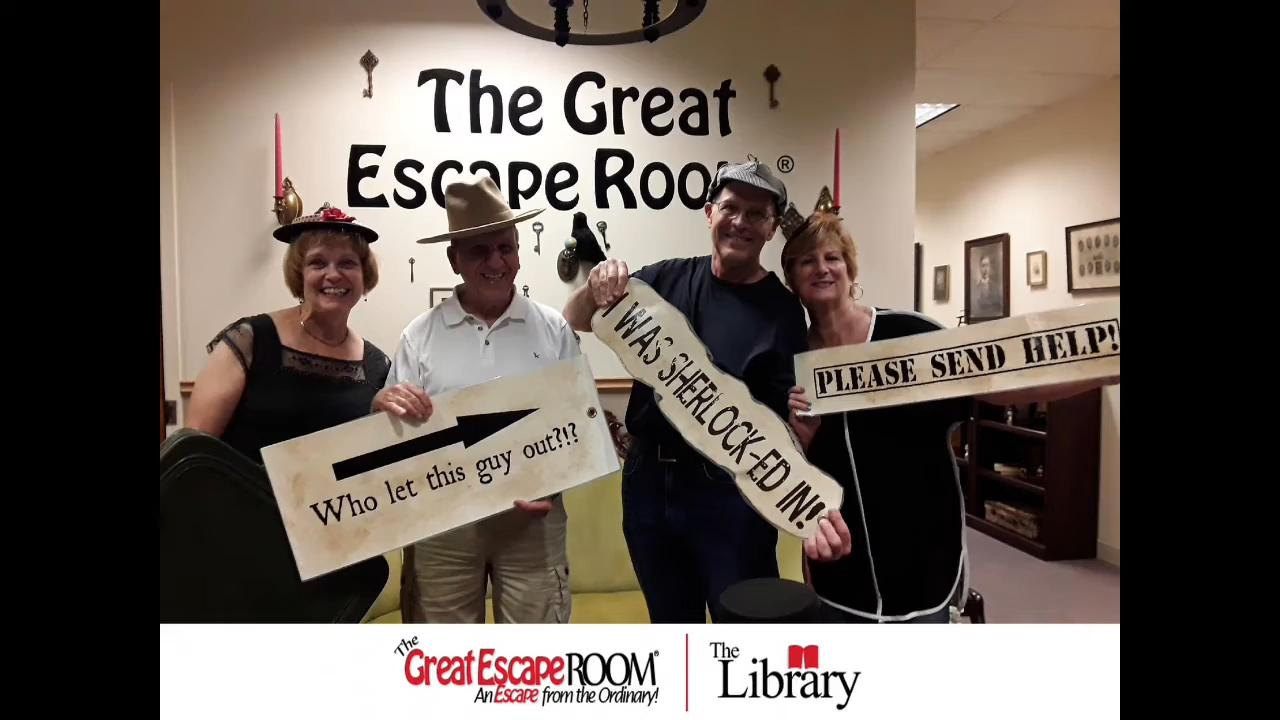 The Great
Escape Room®
I WAS SHERLOCK-ED IN!
PLEASE SEND HELP!
Who let this guy out?!?
The
Great Escape ROOM®
An Escape from the Ordinary!
The
Library